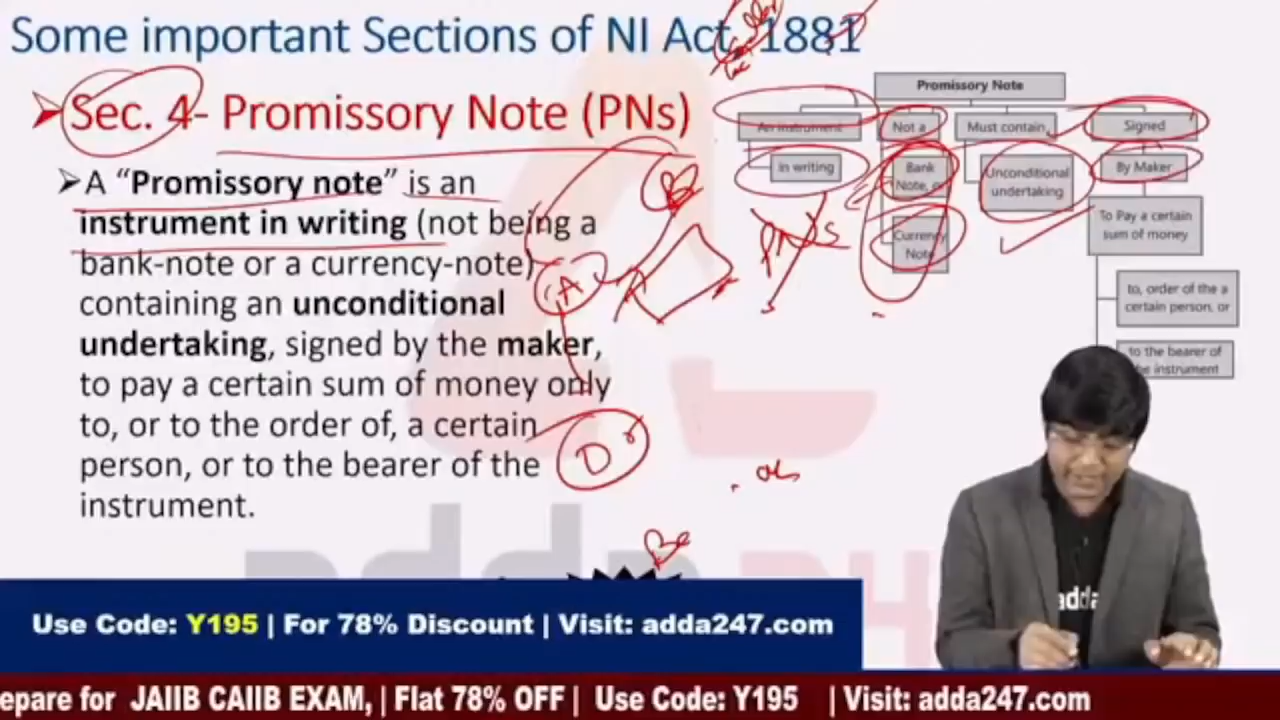 Some important Sections of NI Act, 1881
Sec. 4- Promissory Note (PNs)
A “Promissory note” is an
instrument in writing (not being a
bank-note or a currency-note)
containing an unconditional
undertaking, signed by the maker,
to pay a certain sum of money only
to, or to the order of, a certain
person, or to the bearer of the
instrument.
Promissory Note
An instrument
In writing
Not a
Bank
Note, or
Currency
Note
Must contain,
Unconditional
undertaking
Signed
By Maker
To Pay a certain
sum of money
to, order of the a
certain person, or
to the bearer of
the instrument
B
A
PN's
D
adda
Use Code: Y195 | For 78% Discount | Visit: adda247.com
epare for JAIIB CAIIB EXAM, | Flat 78% OFF | Use Code: Y195 | Visit: adda247.com